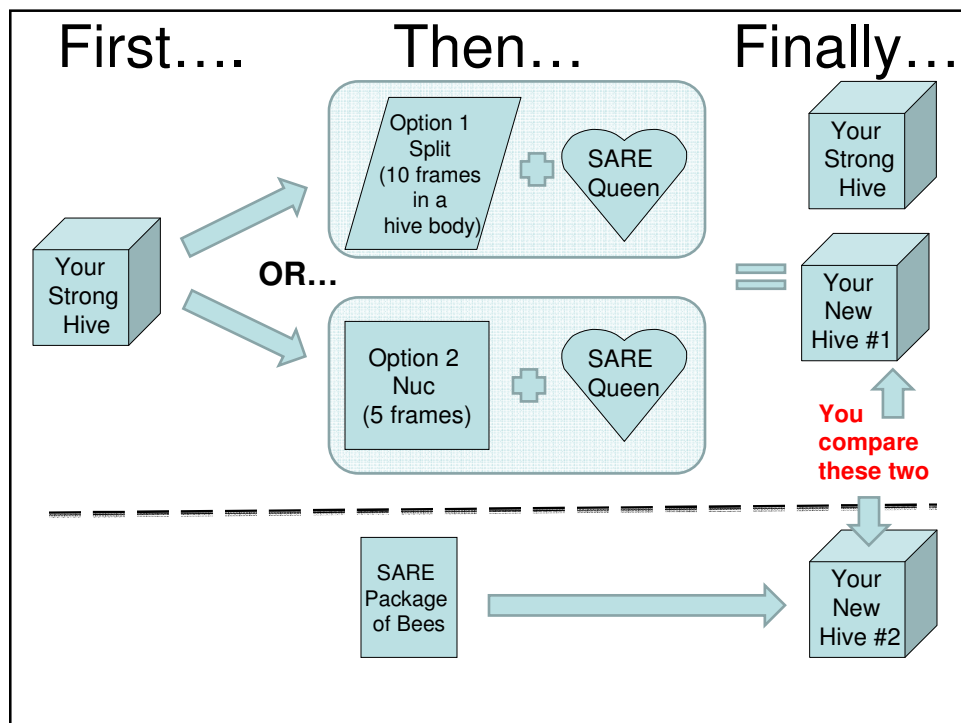 First….
Then…
Finally…
Your
Strong
Hive
OR…
Option 1
Split
(10 frames
in a
hive body)
SARE
Queen
Option 2
Nuc
(5 frames)
SARE
Queen
Your
Strong
Hive
Your
New
Hive #1
You
compare
these two
SARE
Package
of Bees
Your
New
Hive #2